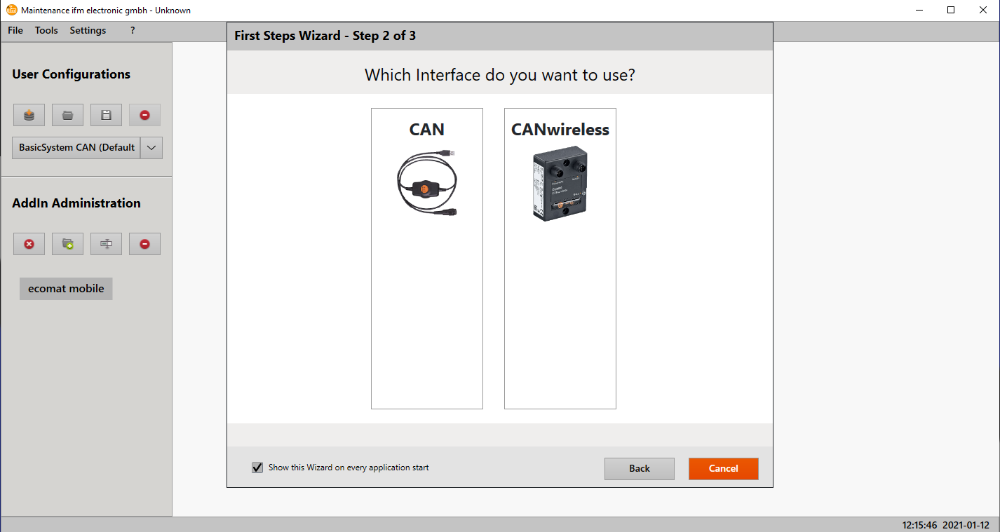 Maintenance ifm electronic gmbh - Unknown
File Tools Settings ?
User Configurations
BasicSystem CAN (Default
AddIn Administration
ecomat mobile
First Steps Wizard - Step 2 of 3
Which Interface do you want to use?
CAN
CANwireless
Show this Wizard on every application start
Back
Cancel
12:15:46 2021-01-12